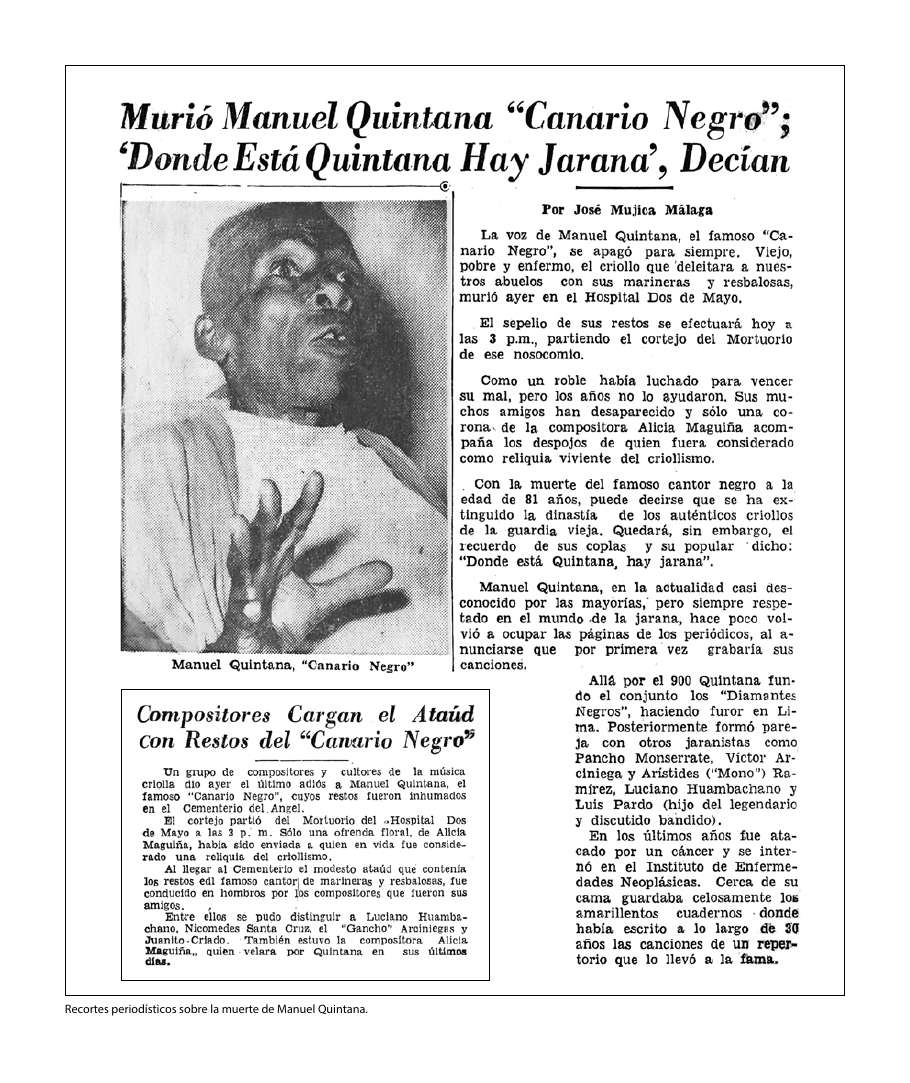 Murió Manuel Quintana “Canario Negro”;
‘Donde Está Quintana Hay Jarana’, Decían
Por José Mujica Málaga
La voz de Manuel Quintana, el famoso “Ca-
nario Negro”, se apagó para siempre. Viejo,
pobre y enfermo, el criollo que deleitara a nues-
tros abuelos con sus marineras y resbalosas,
murió ayer en el Hospital Dos de Mayo.
El sepelio de sus restos se efectuará hoy a
las 3 p.m., partiendo el cortejo del Mortuorio
de ese nosocomio.
Como un roble había luchado para vencer
su mal, pero los años no lo ayudaron. Sus mu-
chos amigos han desaparecido y sólo una co-
rona de la compositora Alicia Maguiña acom-
paña los despojos de quien fuera considerado
como reliquia viviente del criollismo.
Con la muerte del famoso cantor negro a la
edad de 81 años, puede decirse que se ha ex-
tinguido la dinastía de los auténticos criollos
de la guardia vieja. Quedará, sin embargo, el
recuerdo de sus coplas y su popular dicho:
“Donde está Quintana, hay jarana”.
Manuel Quintana, en la actualidad casi des-
conocido por las mayorías, pero siempre respe-
tado en el mundo de la jarana, hace poco vol-
vió a ocupar las páginas de los periódicos, al a-
nunciarse que por primera vez grabaría sus
canciones.
Allá por el 900 Quintana fun-
do el conjunto los “Diamantes
Negros”, haciendo furor en Li-
ma. Posteriormente formó pare-
ja con otros jaranistas como
Pancho Monserrate, Víctor Ar-
ciniega y Arístides (“Mono”) Ra-
mírez, Luciano Huambachano y
Luis Pardo (hijo del legendario
y discutido bandido).
En los últimos años fue ata-
cado por un cáncer y se inter-
nó en el Instituto de Enferme-
dades Neoplásicas. Cerca de su
cama guardaba celosamente los
amarillentos cuadernos donde
había escrito a lo largo de 30
años las canciones de un reper-
torio que lo llevó a la fama.
Manuel Quintana, “Canario Negro”
Compositores Cargan el Ataúd
con Restos del “Canario Negro”
Un grupo de compositores y cultores de la música
criolla dio ayer el último adiós a Manuel Quintana, el
famoso “Canario Negro”, cuyos restos fueron inhumados
en el Cementerio del Angel.
El cortejo partió del Mortuorio del Hospital Dos
de Mayo a las 3 p. m. Sólo una ofrenda floral, de Alicia
Maguiña, había sido enviada a quien en vida fue conside-
rado una reliquia del criollismo.
Al llegar al Cementerio el modesto ataúd que contenía
los restos edl famoso cantor de marineras y resbalosas, fue
conducido en hombros por los compositores que fueron sus
amigos.
Entre ellos se pudo distinguir a Luciano Huamba-
chano, Nicomedes Santa Cruz, el “Gancho” Arciniegas y
Juanito Criado. También estuvo la compositora Alicia
Maguiña,, quien velara por Quintana en sus últimos
días.
Recortes periodísticos sobre la muerte de Manuel Quintana.